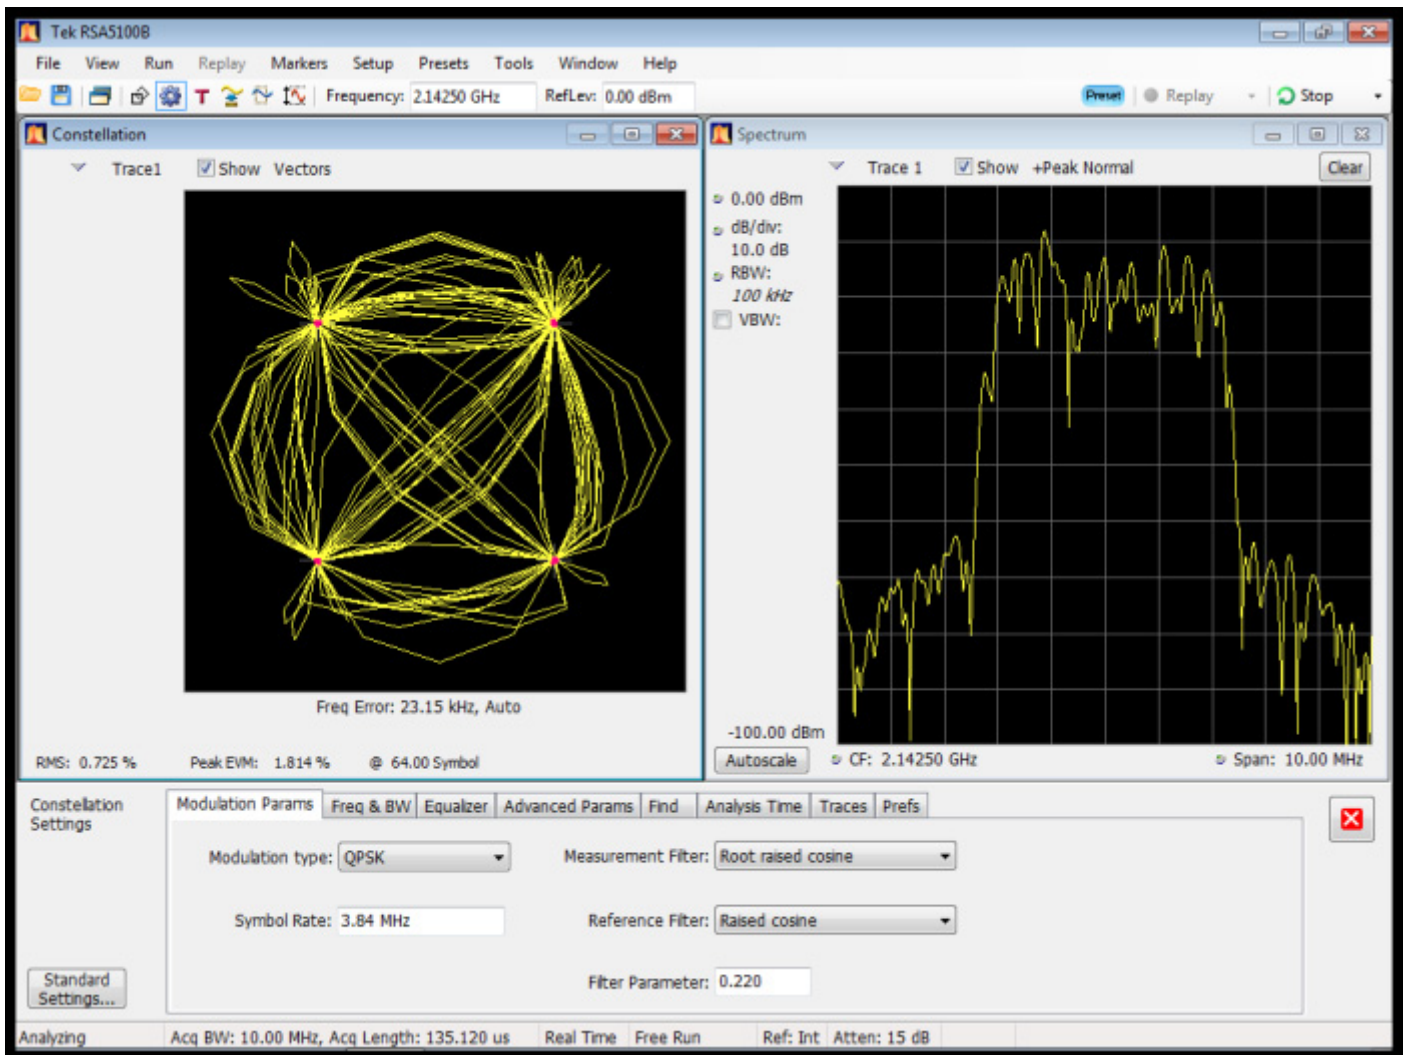 Tek RSA5100B
File View Run Replay Markers Setup Presets Tools Window Help
T Frequency: 2.14250 GHz RefLev: 0.00 dBm Preset Replay Stop
Constellation
Trace1 Show Vectors
Freq Error: 23.15 kHz, Auto
RMS: 0.725 % Peak EVM: 1.814 % @ 64.00 Symbol
Spectrum
Trace 1 Show +Peak Normal Clear
0.00 dBm
dB/div:
10.0 dB
RBW:
100 kHz
VBW:
-100.00 dBm
Autoscale CF: 2.14250 GHz Span: 10.00 MHz
Constellation
Settings
Modulation Params Freq & BW Equalizer Advanced Params Find Analysis Time Traces Prefs
Modulation type: QPSK Measurement Filter: Root raised cosine
Symbol Rate: 3.84 MHz Reference Filter: Raised cosine
Filter Parameter: 0.220
Standard
Settings...
Analyzing Acq BW: 10.00 MHz, Acq Length: 135.120 us Real Time Free Run Ref: Int Atten: 15 dB